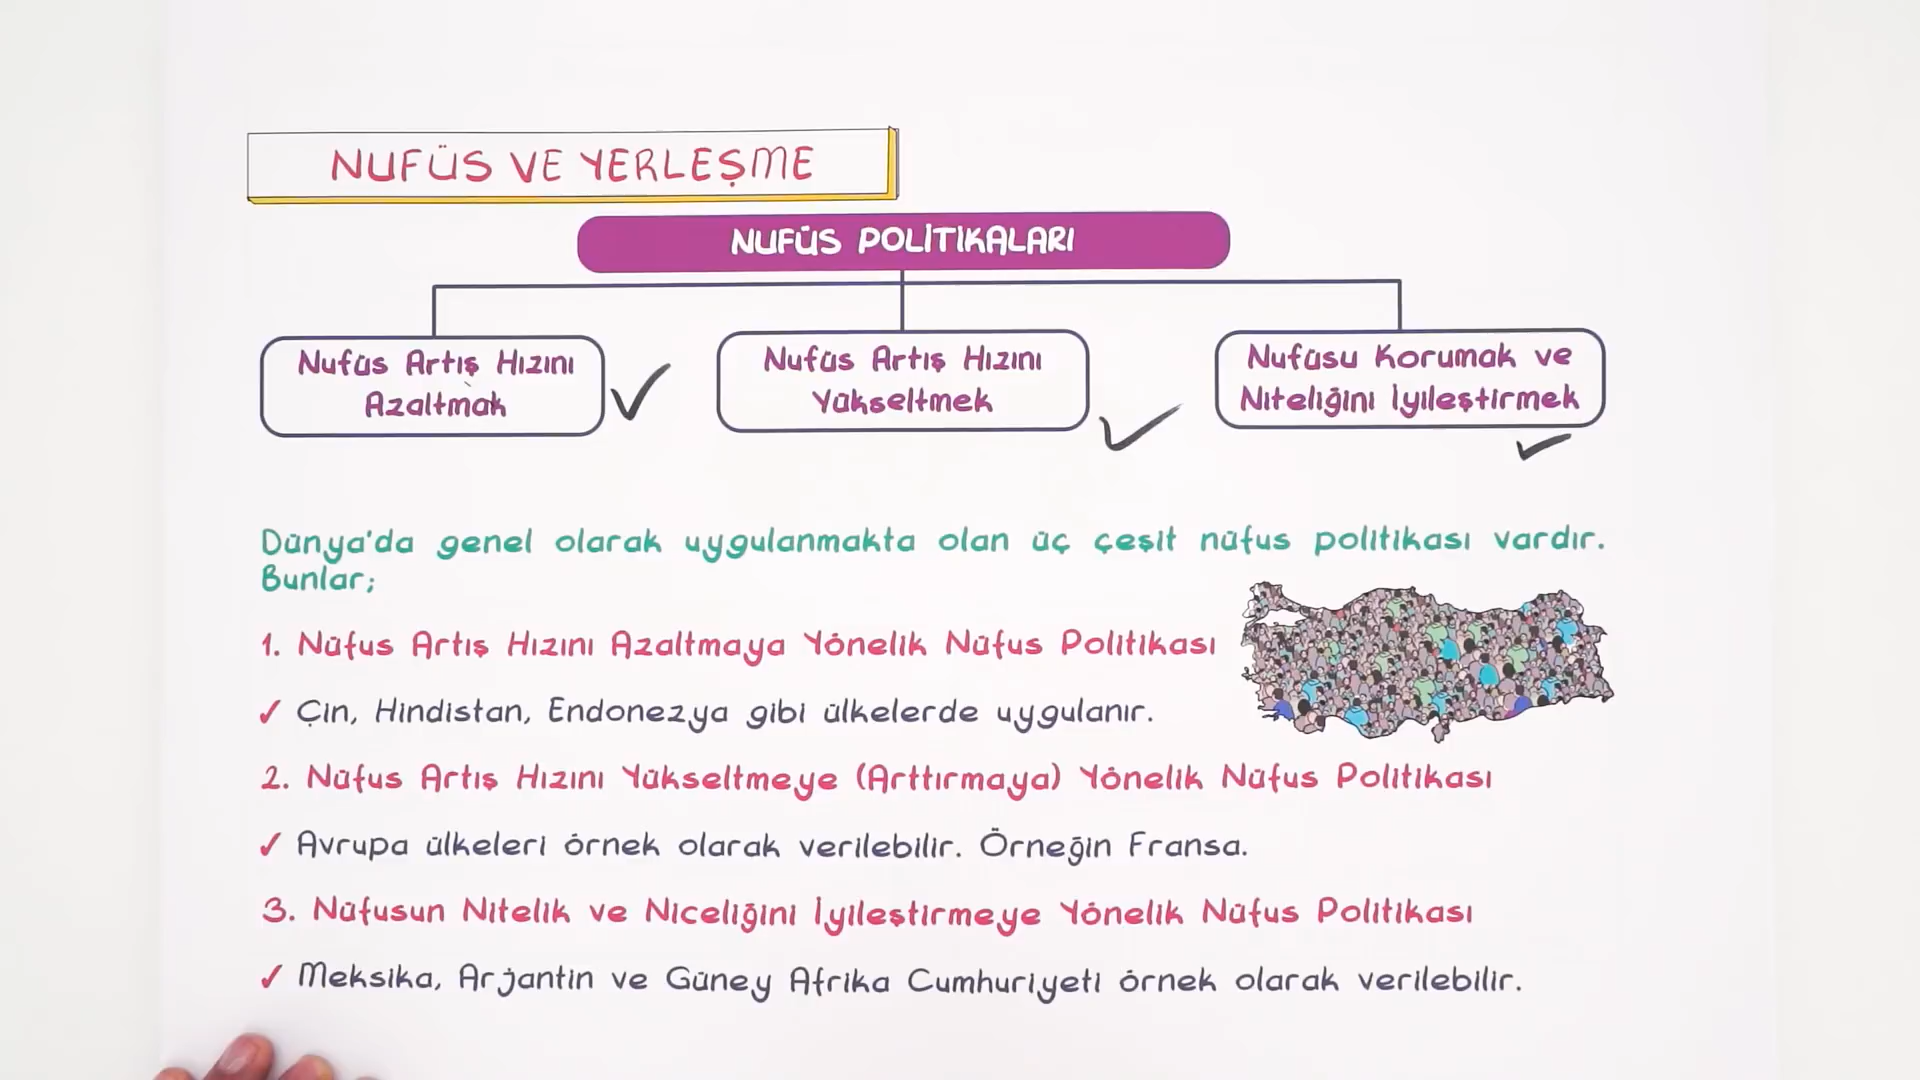 NUFÜS VE YERLEŞME
NUFÜS POLİTİKALARI
Nufüs Artış Hızını
Azaltmak
Nufüs Artış Hızını
Yükseltmek
Nufüsu Korumak ve
Niteliğini İyileştirmek
Dünya'da genel olarak uygulanmakta olan üç çeşit nüfus politikası vardır.
Bunlar;
1. Nüfus Artış Hızını Azaltmaya Yönelik Nüfus Politikası
✓ Çin, Hindistan, Endonezya gibi ülkelerde uygulanır.
2. Nüfus Artış Hızını Yükseltmeye (Arttırmaya) Yönelik Nüfus Politikası
✓ Avrupa ülkeleri örnek olarak verilebilir. Örneğin Fransa.
3. Nüfusun Nitelik ve Niceliğini İyileştirmeye Yönelik Nüfus Politikası
✓ Meksika, Arjantin ve Güney Afrika Cumhuriyeti örnek olarak verilebilir.